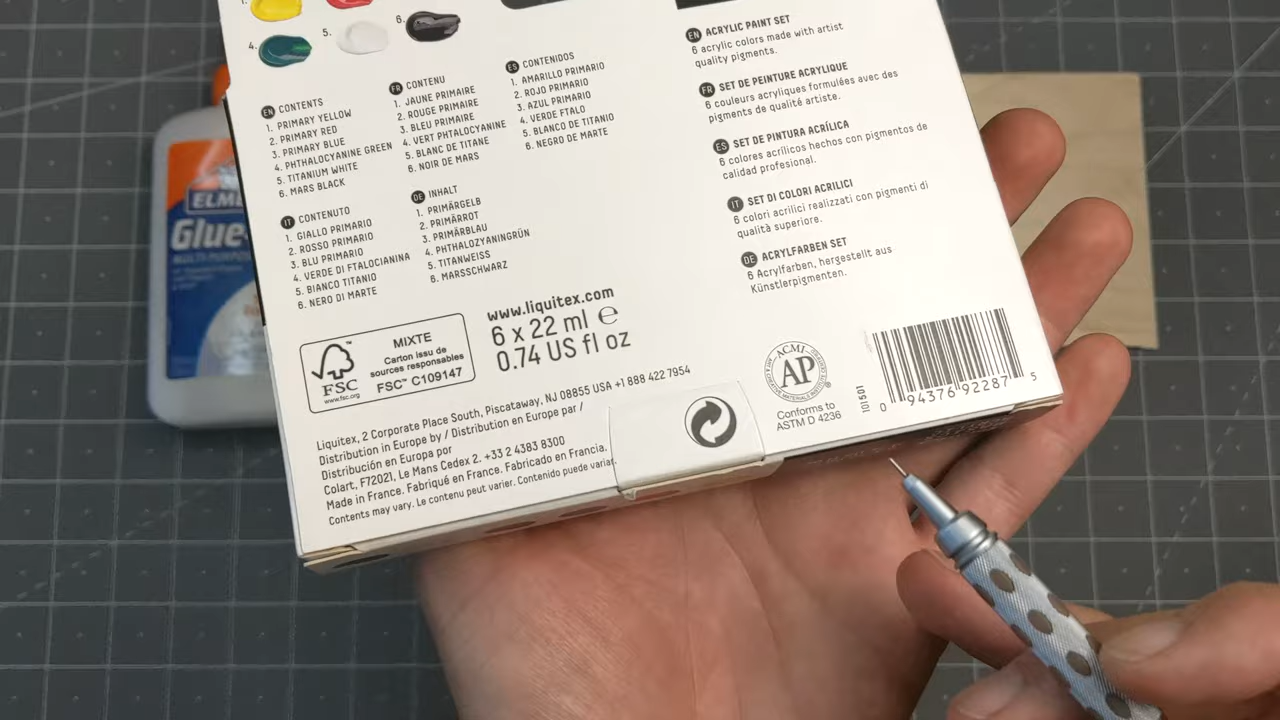 1.
4.
5.
6.
EN CONTENTS
1. PRIMARY YELLOW
2. PRIMARY RED
3. PRIMARY BLUE
4. PHTHALOCYANINE GREEN
5. TITANIUM WHITE
6. MARS BLACK
FR CONTENU
1. JAUNE PRIMAIRE
2. ROUGE PRIMAIRE
3. BLEU PRIMAIRE
4. VERT PHTALOCYANINE
5. BLANC DE TITANE
6. NOIR DE MARS
ES CONTENIDOS
1. AMARILLO PRIMARIO
2. ROJO PRIMARIO
3. AZUL PRIMARIO
4. VERDE FTALO
5. BLANCO DE TITANIO
6. NEGRO DE MARTE
IT CONTENUTO
1. GIALLO PRIMARIO
2. ROSSO PRIMARIO
3. BLU PRIMARIO
4. VERDE DI FTALOCIANINA
5. BIANCO TITANIO
6. NERO DI MARTE
DE INHALT
1. PRIMÄRGELB
2. PRIMÄRROT
3. PRIMÄRBLAU
4. PHTHALOZYANINGRÜN
5. TITANWEISS
6. MARSSCHWARZ
EN ACRYLIC PAINT SET
6 acrylic colors made with artist
quality pigments.
FR SET DE PEINTURE ACRYLIQUE
6 couleurs acryliques formulées avec des
pigments de qualité artiste.
ES SET DE PINTURA ACRÍLICA
6 colores acrílicos hechos con pigmentos de
calidad profesional.
IT SET DI COLORI ACRILICI
6 colori acrilici realizzati con pigmenti di
qualità superiore.
DE ACRYLFARBEN SET
6 Acrylfarben, hergestellt aus
Künstlerpigmenten.
FSC
www.fsc.org
MIXTE
Carton issu de
sources responsables
FSC™ C109147
www.liquitex.com
6 x 22 ml ℮
0.74 US fl oz
Liquitex, 2 Corporate Place South, Piscataway, NJ 08855 USA +1 888 422 7954
Distribution in Europe by / Distribution en Europe par /
Distribución en Europa por
Colart, F72021, Le Mans Cedex 2. +33 2 4383 8300
Made in France. Fabriqué en France. Fabricado en Francia.
Contents may vary. Le contenu peut varier. Contenido puede variar.
ACMI
AP
Conforms to
ASTM D 4236
101501
0 94376 92287 5
ELME
Glue-
MULTI-PURPOS